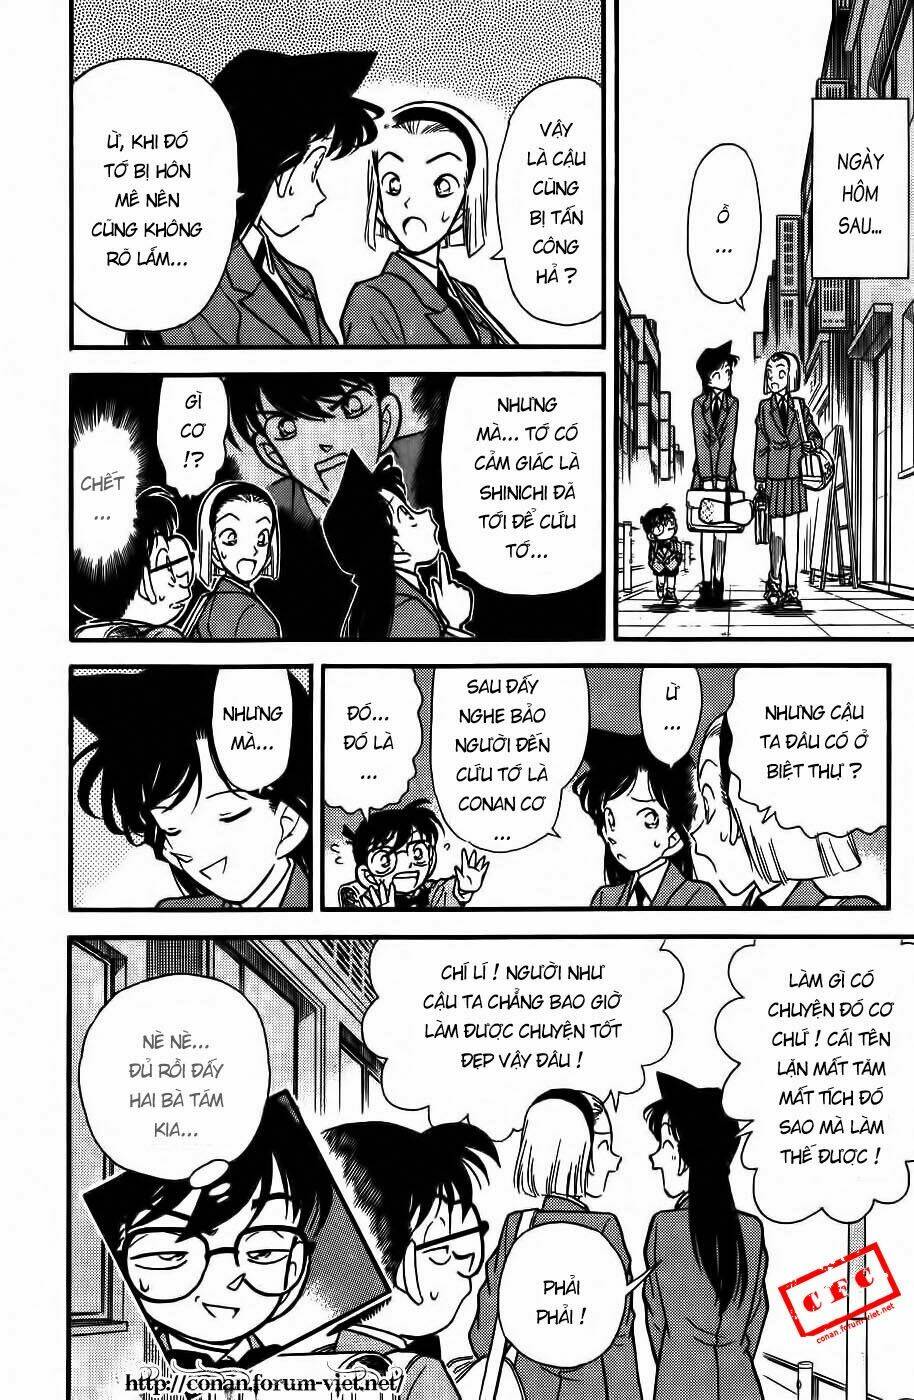 NGÀY
HÔM
SAU...
Ồ
...
VẬY
LÀ CẬU
CŨNG
BỊ TẤN
CÔNG
HẢ ?
Ừ, KHI ĐÓ
TỚ BỊ HÔN
MÊ NÊN
CŨNG KHÔNG
RÕ LẮM...
NHƯNG
MÀ... TỚ CÓ
CẢM GIÁC LÀ
SHINICHI ĐÃ
TỚI ĐỂ CỨU
TỚ...
GÌ
CƠ
!?
CHẾT
...
NHƯNG CẬU
TA ĐÂU CÓ Ở
BIỆT THỰ ?
Ừ
...
SAU ĐẤY
NGHE BẢO
NGƯỜI ĐẾN
CỨU TỚ LÀ
CONAN CƠ
...
ĐÓ...
ĐÓ LÀ
...
NHƯNG
MÀ...
LÀM GÌ CÓ
CHUYỆN ĐÓ CƠ
CHỨ ! CÁI TÊN
LẶN MẤT TĂM
MẤT TÍCH ĐÓ
SAO MÀ LÀM
THẾ ĐƯỢC !
CHÍ LÍ ! NGƯỜI NHƯ
CẬU TA CHẲNG BAO GIỜ
LÀM ĐƯỢC CHUYỆN TỐT
ĐẸP VẬY ĐÂU !
PHẢI
PHẢI !
NÈ NÈ...
ĐỦ RỒI ĐẤY
HAI BÀ TÁM
KIA...
CFC
conan.forum-viet.net
http://conan.forum-viet.net/